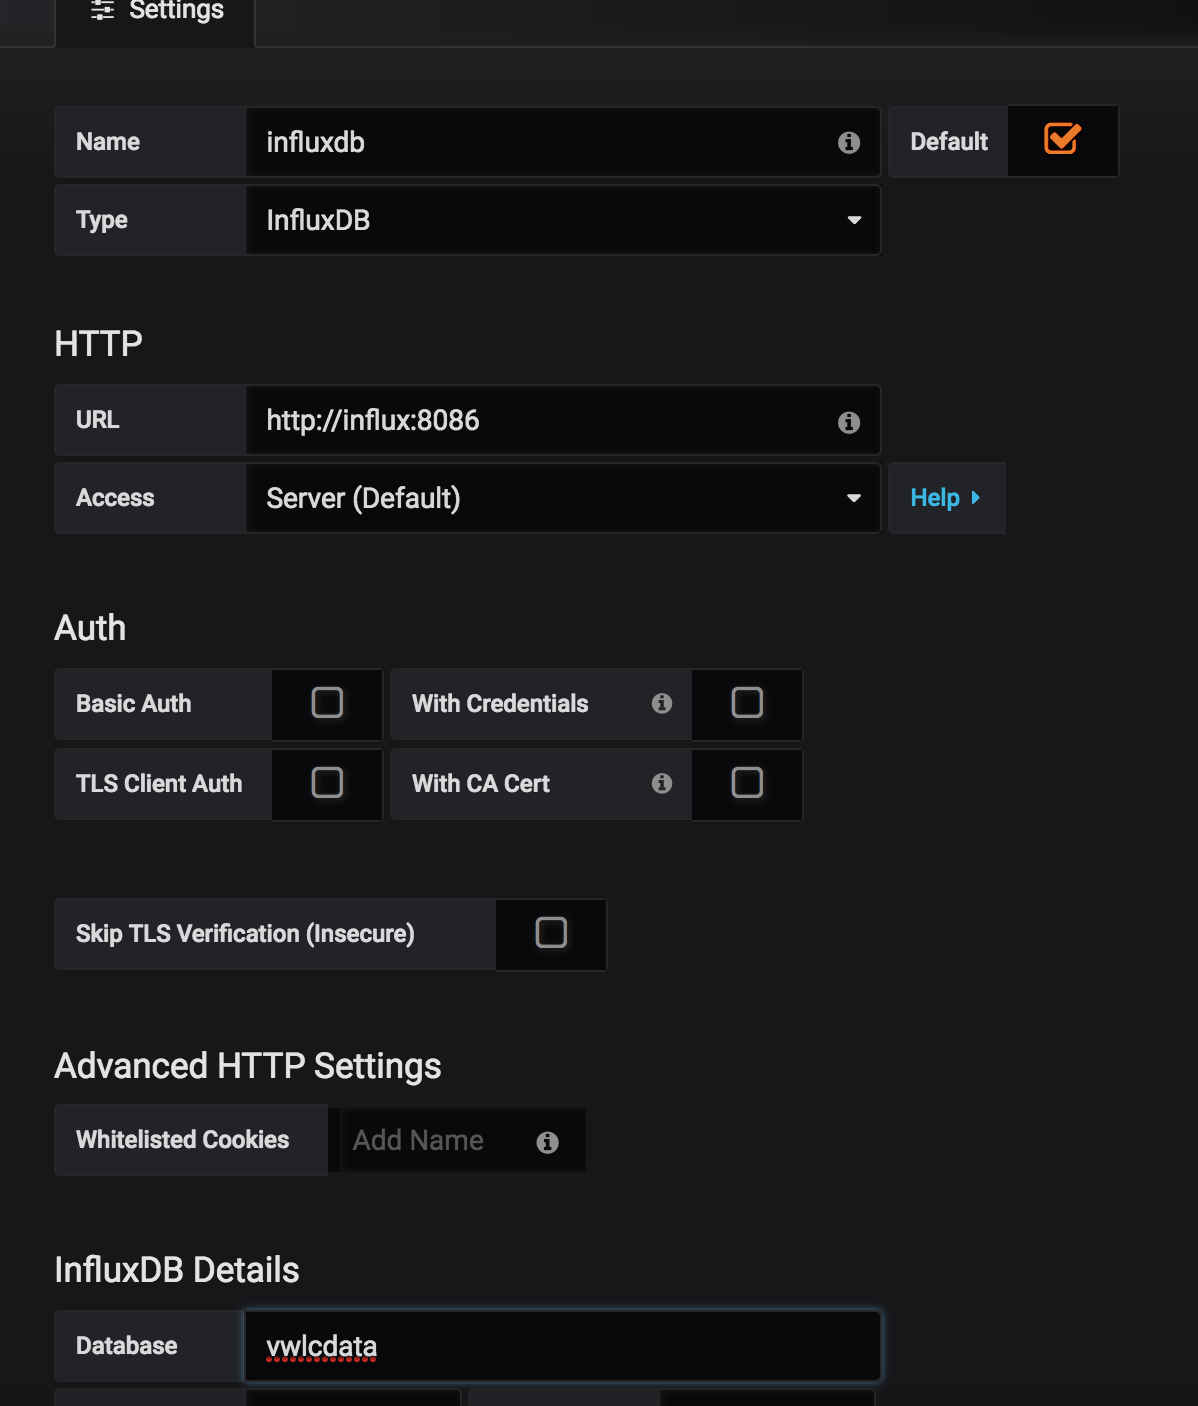 Settings
Name influxdb Default
Type InfluxDB
HTTP
URL http://influx:8086
Access Server (Default) Help
Auth
Basic Auth With Credentials
TLS Client Auth With CA Cert
Skip TLS Verification (Insecure)
Advanced HTTP Settings
Whitelisted Cookies Add Name
InfluxDB Details
Database vwlcdata